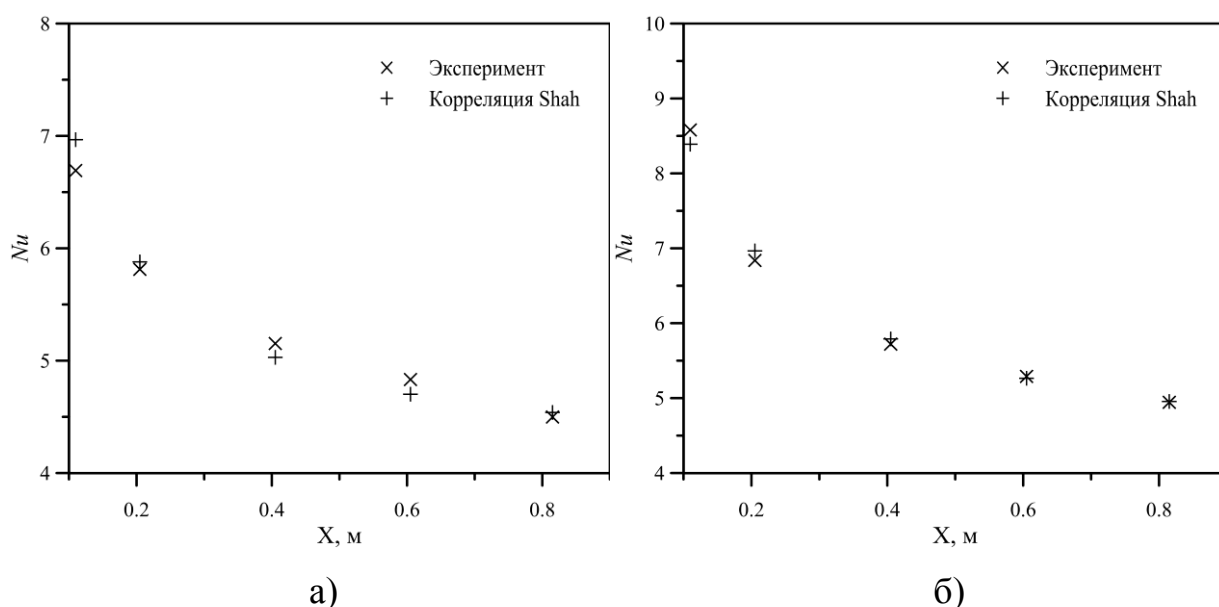 8
7
6
5
4
Nu
0.2 0.4 0.6 0.8
X, м
× Эксперимент
+ Корреляция Shah
а)
10
9
8
7
6
5
4
Nu
0.2 0.4 0.6 0.8
X, м
× Эксперимент
+ Корреляция Shah
б)